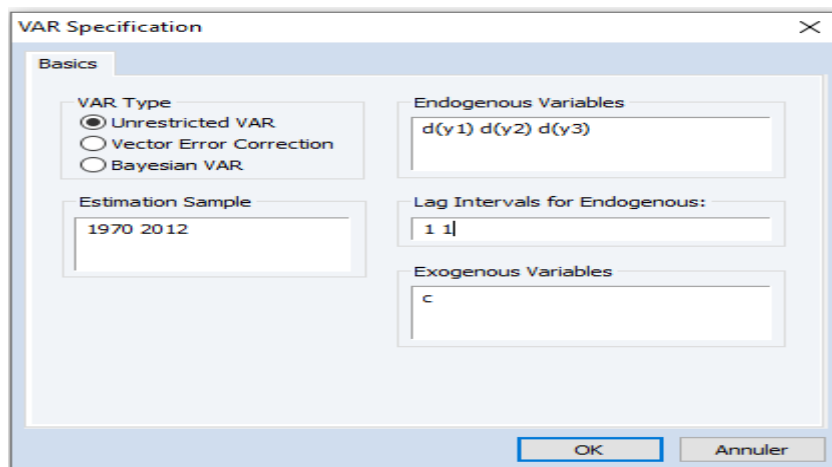 VAR Specification
Basics
VAR Type
Unrestricted VAR
Vector Error Correction
Bayesian VAR
Estimation Sample
1970 2012
Endogenous Variables
d(y1) d(y2) d(y3)
Lag Intervals for Endogenous:
1 1
Exogenous Variables
c
OK
Annuler